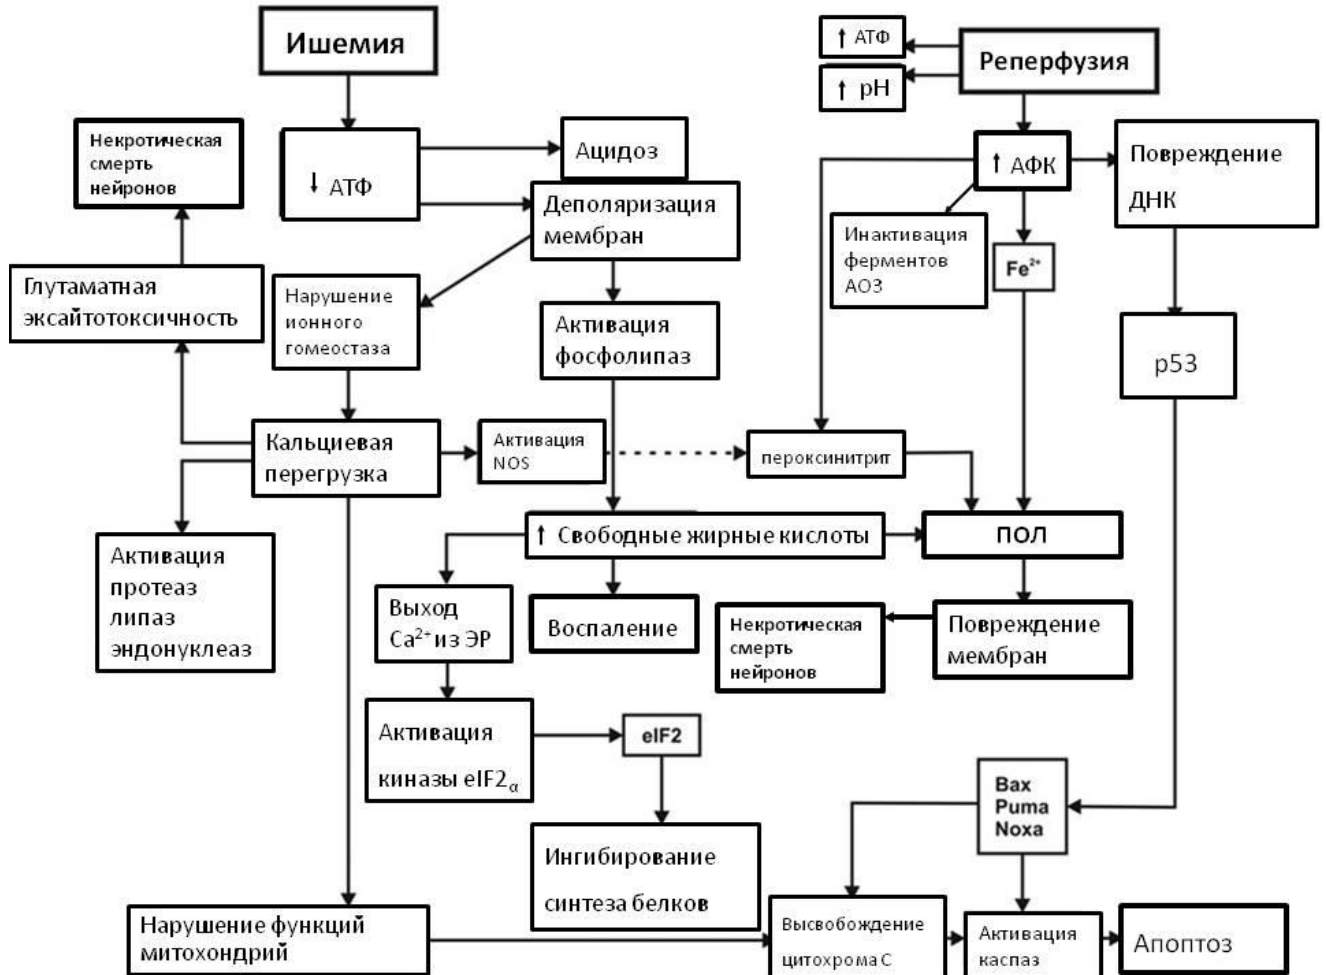 Ишемия
↑ АТФ
Реперфузия
↑ pH
Некротическая
смерть
нейронов
↓ АТФ
Ацидоз
↑ АФК
Повреждение
ДНК
Деполяризация
мембран
Инактивация
ферментов
АОЗ
Fe²⁺
Глутаматная
эксайтотоксичность
Нарушение
ионного
гомеостаза
Активация
фосфолипаз
p53
Кальциевая
перегрузка
Активация
NOS
пероксинитрит
Активация
протеаз
липаз
эндонуклеаз
↑ Свободные жирные кислоты
ПОЛ
Выход
Ca²⁺ из ЭР
Воспаление
Некротическая
смерть
нейронов
Повреждение
мембран
Активация
киназы eIF2α
eIF2
Bax
Puma
Noxa
Ингибирование
синтеза белков
Нарушение функций
митохондрий
Высвобождение
цитохрома С
Активация
каспаз
Апоптоз